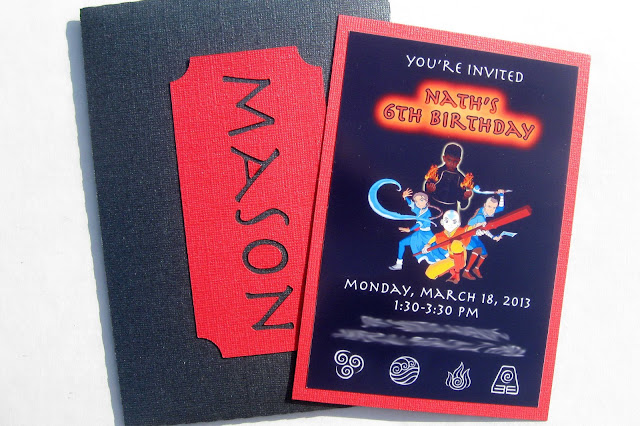 MASON
YOU'RE INVITED
NATH'S
6TH BIRTHDAY
MONDAY, MARCH 18, 2013
1:30-3:30 PM